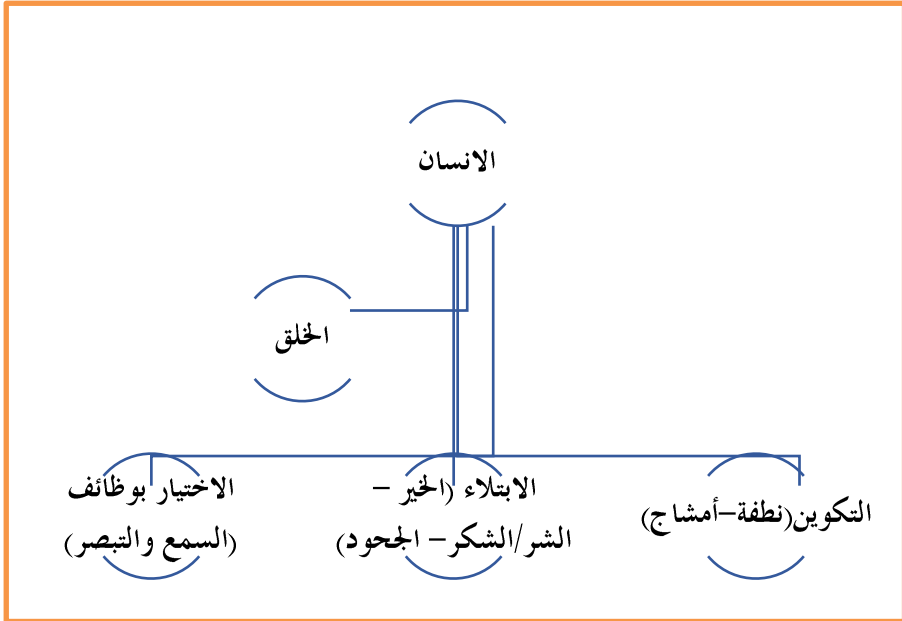 الانسان
الخلق
التكوين(نطفة–أمشاج)
الابتلاء (الخير –
الشر/الشكر– الجحود)
الاختيار بوظائف
(السمع والتبصر)